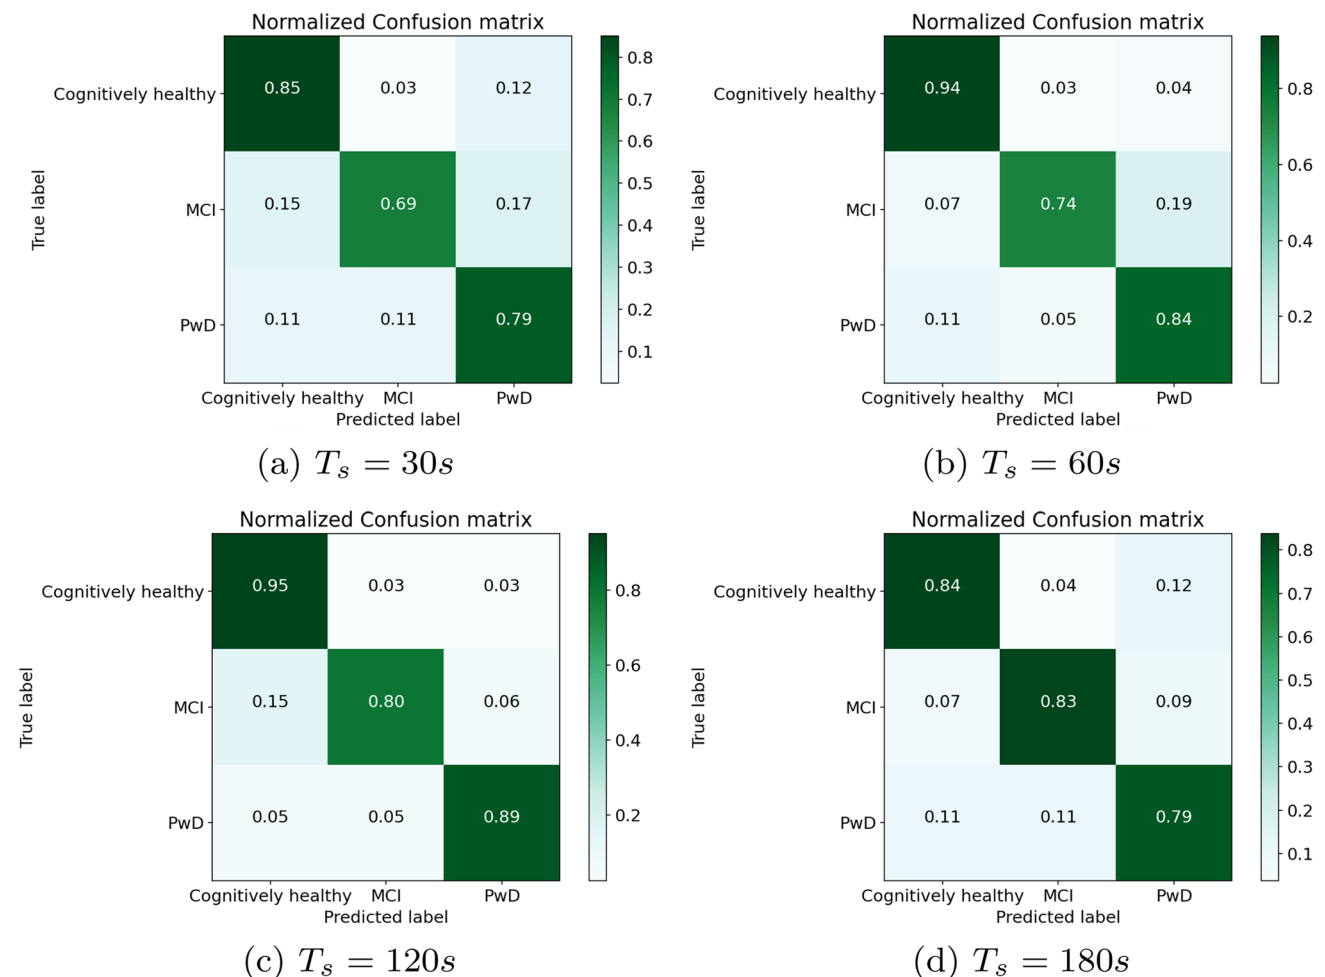 Normalized Confusion matrix
Cognitively healthy 0.85 0.03 0.12
MCI 0.15 0.69 0.17
PwD 0.11 0.11 0.79
Cognitively healthy MCI PwD
Predicted label
True label
0.8
0.7
0.6
0.5
0.4
0.3
0.2
0.1
(a) Ts = 30s
Normalized Confusion matrix
Cognitively healthy 0.94 0.03 0.04
MCI 0.07 0.74 0.19
PwD 0.11 0.05 0.84
Cognitively healthy MCI PwD
Predicted label
True label
0.8
0.6
0.4
0.2
(b) Ts = 60s
Normalized Confusion matrix
Cognitively healthy 0.95 0.03 0.03
MCI 0.15 0.80 0.06
PwD 0.05 0.05 0.89
Cognitively healthy MCI PwD
Predicted label
True label
0.8
0.6
0.4
0.2
(c) Ts = 120s
Normalized Confusion matrix
Cognitively healthy 0.84 0.04 0.12
MCI 0.07 0.83 0.09
PwD 0.11 0.11 0.79
Cognitively healthy MCI PwD
Predicted label
True label
0.8
0.7
0.6
0.5
0.4
0.3
0.2
0.1
(d) Ts = 180s